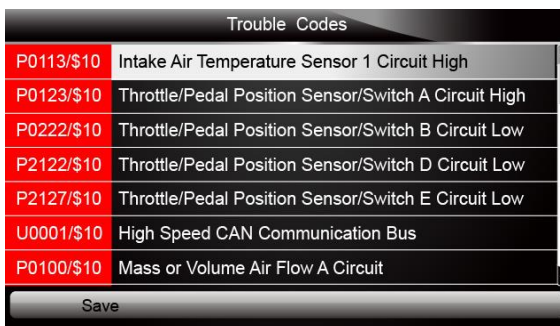 Trouble Codes
P0113/$10 Intake Air Temperature Sensor 1 Circuit High
P0123/$10 Throttle/Pedal Position Sensor/Switch A Circuit High
P0222/$10 Throttle/Pedal Position Sensor/Switch B Circuit Low
P2122/$10 Throttle/Pedal Position Sensor/Switch D Circuit Low
P2127/$10 Throttle/Pedal Position Sensor/Switch E Circuit Low
U0001/$10 High Speed CAN Communication Bus
P0100/$10 Mass or Volume Air Flow A Circuit
Save